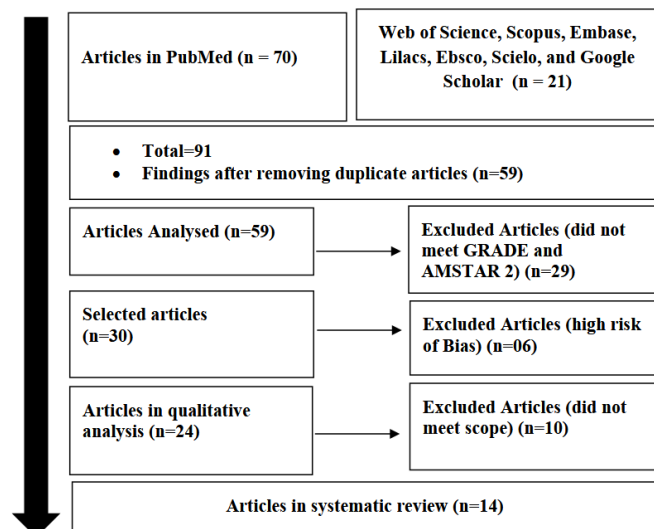 Articles in PubMed (n = 70)
Web of Science, Scopus, Embase,
Lilacs, Ebsco, Scielo, and Google
Scholar (n = 21)
• Total=91
• Findings after removing duplicate articles (n=59)
Articles Analysed (n=59)
Excluded Articles (did not
meet GRADE and
AMSTAR 2) (n=29)
Selected articles
(n=30)
Excluded Articles (high risk
of Bias) (n=06)
Articles in qualitative
analysis (n=24)
Excluded Articles (did not
meet scope) (n=10)
Articles in systematic review (n=14)